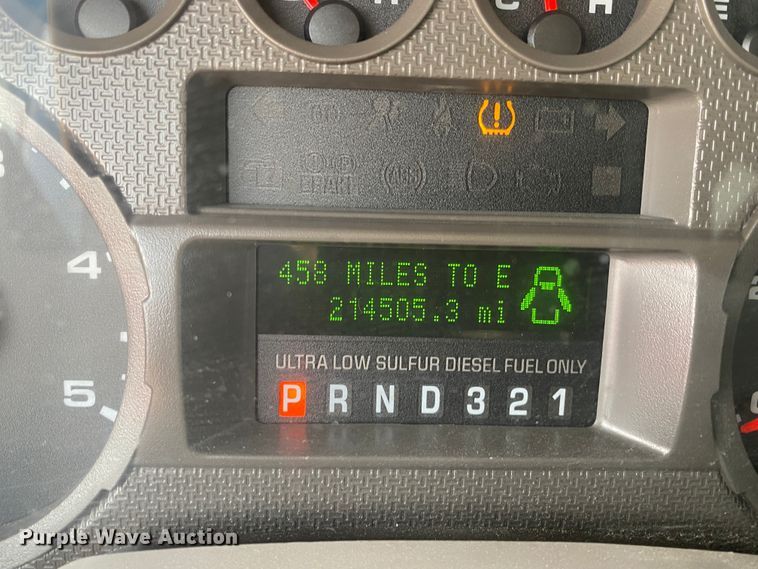 H
C H
E
BRAKE
(ABS)
3
4
458 MILES TO E
214505.3 mi
ULTRA LOW SULFUR DIESEL FUEL ONLY
P R N D 3 2 1
5
Purple Wave Auction®